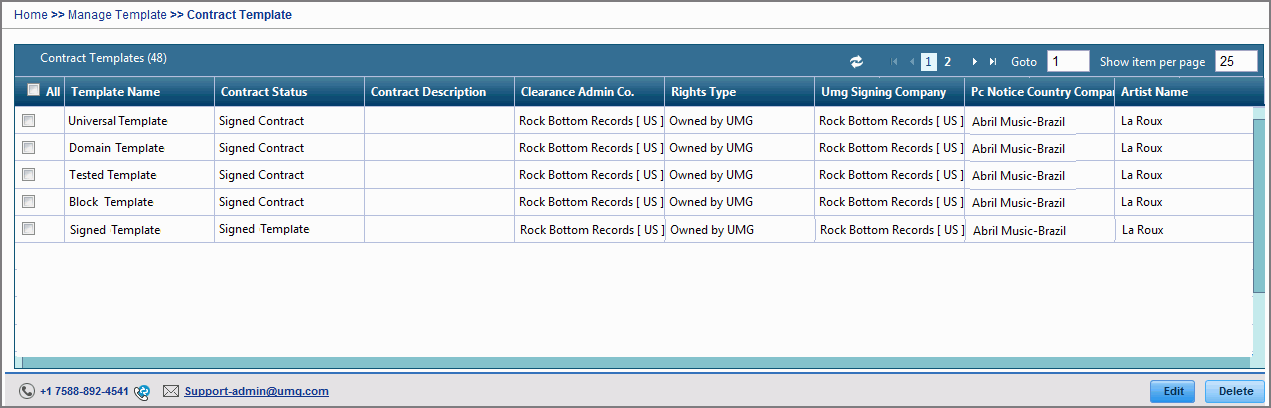 Home >> Manage Template >> Contract Template
Contract Templates (48) 1 2 Goto 1 Show item per page 25
All Template Name Contract Status Contract Description Clearance Admin Co. Rights Type Umg Signing Company Pc Notice Country Compar Artist Name
Universal Template Signed Contract Rock Bottom Records [ US ] Owned by UMG Rock Bottom Records [ US ] Abril Music-Brazil La Roux
Domain Template Signed Contract Rock Bottom Records [ US ] Owned by UMG Rock Bottom Records [ US ] Abril Music-Brazil La Roux
Tested Template Signed Contract Rock Bottom Records [ US ] Owned by UMG Rock Bottom Records [ US ] Abril Music-Brazil La Roux
Block Template Signed Contract Rock Bottom Records [ US ] Owned by UMG Rock Bottom Records [ US ] Abril Music-Brazil La Roux
Signed Template Signed Template Rock Bottom Records [ US ] Owned by UMG Rock Bottom Records [ US ] Abril Music-Brazil La Roux
+1 7588-892-4541 Support-admin@umg.com Edit Delete